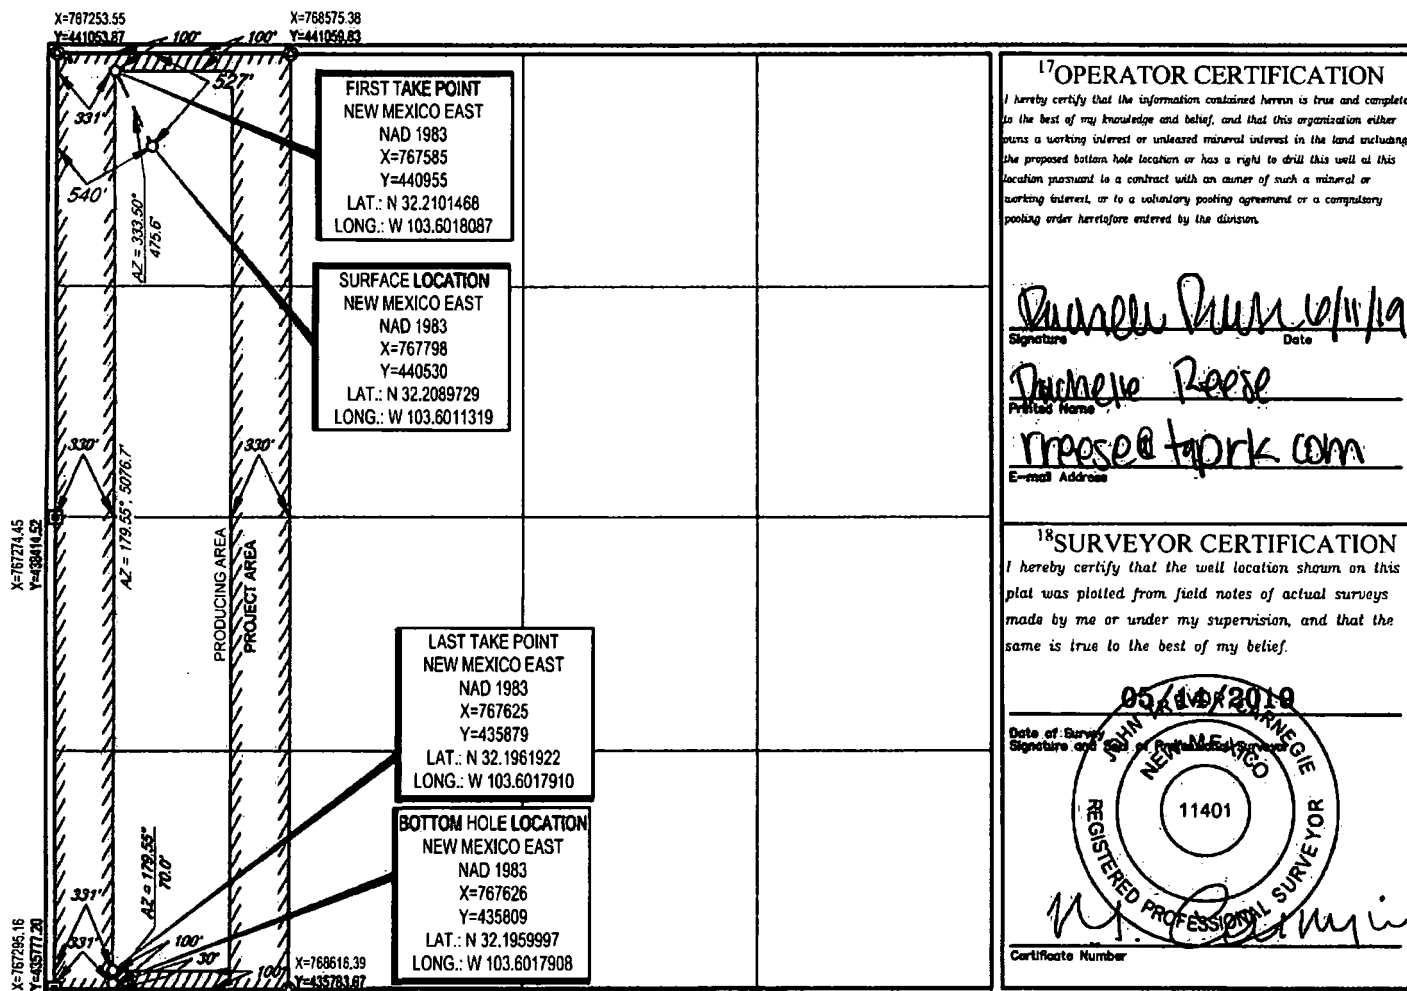 X=767253.55
Y=441053.87
X=768575.38
Y=441059.83
100'
100'
527'
331'
540'
AZ = 333.50°
475.6'
FIRST TAKE POINT
NEW MEXICO EAST
NAD 1983
X=767585
Y=440955
LAT.: N 32.2101468
LONG.: W 103.6018087
SURFACE LOCATION
NEW MEXICO EAST
NAD 1983
X=767798
Y=440530
LAT.: N 32.2089729
LONG.: W 103.6011319
330'
330'
AZ = 179.55°, 5076.7'
X=767274.45
Y=438414.52
PRODUCING AREA
PROJECT AREA
LAST TAKE POINT
NEW MEXICO EAST
NAD 1983
X=767625
Y=435879
LAT.: N 32.1961922
LONG.: W 103.6017910
BOTTOM HOLE LOCATION
NEW MEXICO EAST
NAD 1983
X=767626
Y=435809
LAT.: N 32.1959997
LONG.: W 103.6017908
AZ = 179.55°
70.0'
331'
331'
100'
30'
100'
X=767295.16
Y=435777.20
X=768616.39
Y=435783.67
17OPERATOR CERTIFICATION
I hereby certify that the information contained herein is true and complete
to the best of my knowledge and belief, and that this organization either
owns a working interest or unleased mineral interest in the land including
the proposed bottom hole location or has a right to drill this well at this
location pursuant to a contract with an owner of such a mineral or
working interest, or to a voluntary pooling agreement or a compulsory
pooling order heretofore entered by the division.
6/11/19
Signature Date
Reese
Printed Name
rreese@taprk com
E-mail Address
18SURVEYOR CERTIFICATION
I hereby certify that the well location shown on this
plat was plotted from field notes of actual surveys
made by me or under my supervision, and that the
same is true to the best of my belief.
05/14/2019
Date of Survey
Signature and Seal of Professional Surveyor
JOHN TREVOR CARNEGIE
NEW MEXICO
11401
REGISTERED PROFESSIONAL SURVEYOR
Certificate Number